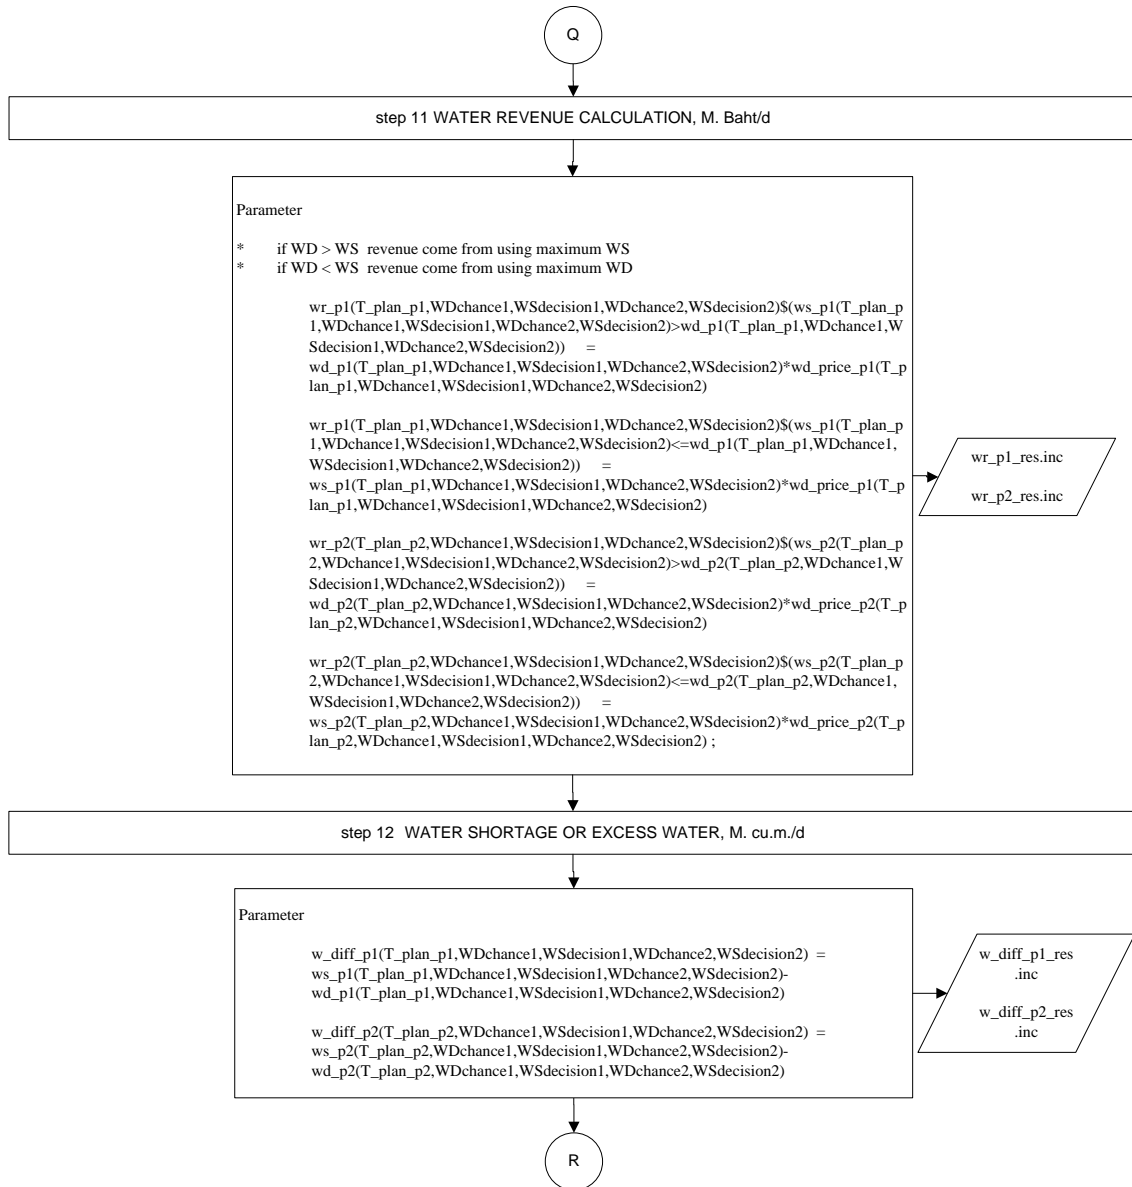 Q
step 11 WATER REVENUE CALCULATION, M. Baht/d
Parameter
* if WD > WS revenue come from using maximum WS
* if WD < WS revenue come from using maximum WD
wr_p1(T_plan_p1,WDchance1,WSdecision1,WDchance2,WSdecision2)$(ws_p1(T_plan_p
1,WDchance1,WSdecision1,WDchance2,WSdecision2)>wd_p1(T_plan_p1,WDchance1,W
Sdecision1,WDchance2,WSdecision2)) =
wd_p1(T_plan_p1,WDchance1,WSdecision1,WDchance2,WSdecision2)*wd_price_p1(T_p
lan_p1,WDchance1,WSdecision1,WDchance2,WSdecision2)
wr_p1(T_plan_p1,WDchance1,WSdecision1,WDchance2,WSdecision2)$(ws_p1(T_plan_p
1,WDchance1,WSdecision1,WDchance2,WSdecision2)<=wd_p1(T_plan_p1,WDchance1,
WSdecision1,WDchance2,WSdecision2)) =
ws_p1(T_plan_p1,WDchance1,WSdecision1,WDchance2,WSdecision2)*wd_price_p1(T_p
lan_p1,WDchance1,WSdecision1,WDchance2,WSdecision2)
wr_p2(T_plan_p2,WDchance1,WSdecision1,WDchance2,WSdecision2)$(ws_p2(T_plan_p
2,WDchance1,WSdecision1,WDchance2,WSdecision2)>wd_p2(T_plan_p2,WDchance1,W
Sdecision1,WDchance2,WSdecision2)) =
wd_p2(T_plan_p2,WDchance1,WSdecision1,WDchance2,WSdecision2)*wd_price_p2(T_p
lan_p2,WDchance1,WSdecision1,WDchance2,WSdecision2)
wr_p2(T_plan_p2,WDchance1,WSdecision1,WDchance2,WSdecision2)$(ws_p2(T_plan_p
2,WDchance1,WSdecision1,WDchance2,WSdecision2)<=wd_p2(T_plan_p2,WDchance1,
WSdecision1,WDchance2,WSdecision2)) =
ws_p2(T_plan_p2,WDchance1,WSdecision1,WDchance2,WSdecision2)*wd_price_p2(T_p
lan_p2,WDchance1,WSdecision1,WDchance2,WSdecision2) ;
wr_p1_res.inc
wr_p2_res.inc
step 12 WATER SHORTAGE OR EXCESS WATER, M. cu.m./d
Parameter
w_diff_p1(T_plan_p1,WDchance1,WSdecision1,WDchance2,WSdecision2) =
ws_p1(T_plan_p1,WDchance1,WSdecision1,WDchance2,WSdecision2)-
wd_p1(T_plan_p1,WDchance1,WSdecision1,WDchance2,WSdecision2)
w_diff_p2(T_plan_p2,WDchance1,WSdecision1,WDchance2,WSdecision2) =
ws_p2(T_plan_p2,WDchance1,WSdecision1,WDchance2,WSdecision2)-
wd_p2(T_plan_p2,WDchance1,WSdecision1,WDchance2,WSdecision2)
w_diff_p1_res
.inc
w_diff_p2_res
.inc
R